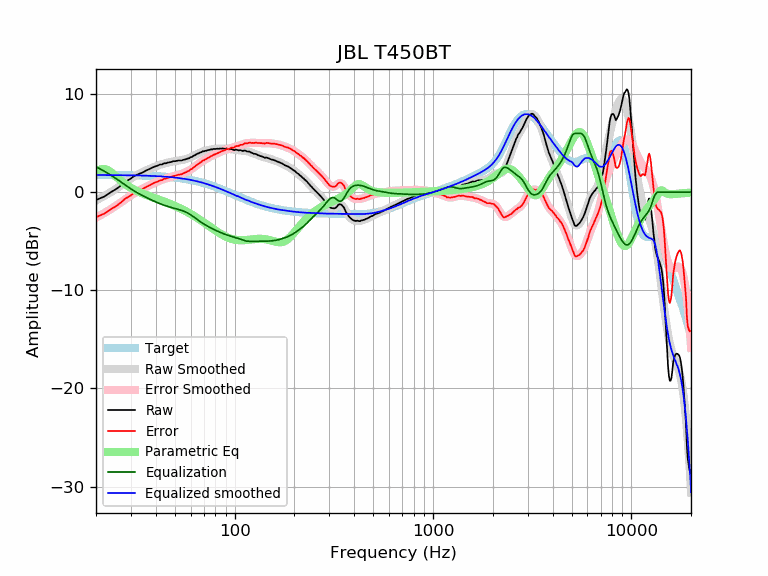 JBL T450BT
10
0
−10
−20
−30
Amplitude (dBr)
Target
Raw Smoothed
Error Smoothed
Raw
Error
Parametric Eq
Equalization
Equalized smoothed
100
1000
10000
Frequency (Hz)